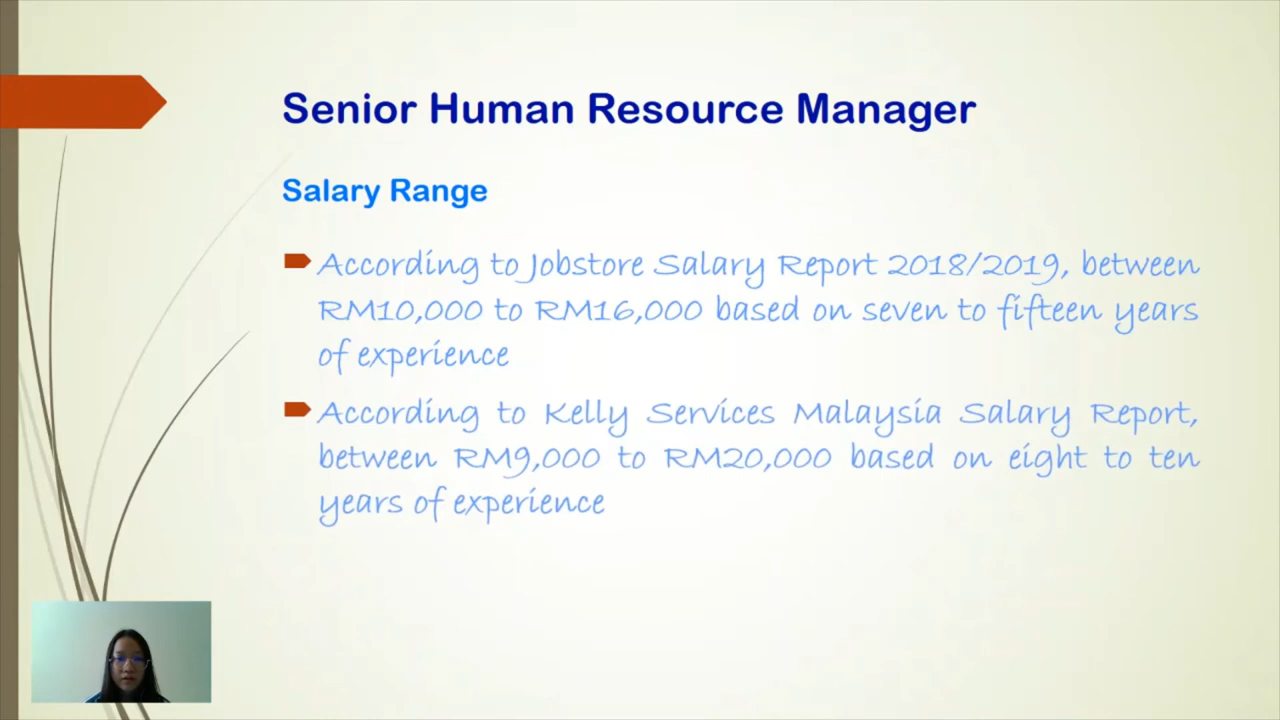 Senior Human Resource Manager
Salary Range
According to Jobstore Salary Report 2018/2019, between
RM10,000 to RM16,000 based on seven to fifteen years
of experience
According to Kelly Services Malaysia Salary Report,
between RM9,000 to RM20,000 based on eight to ten
years of experience